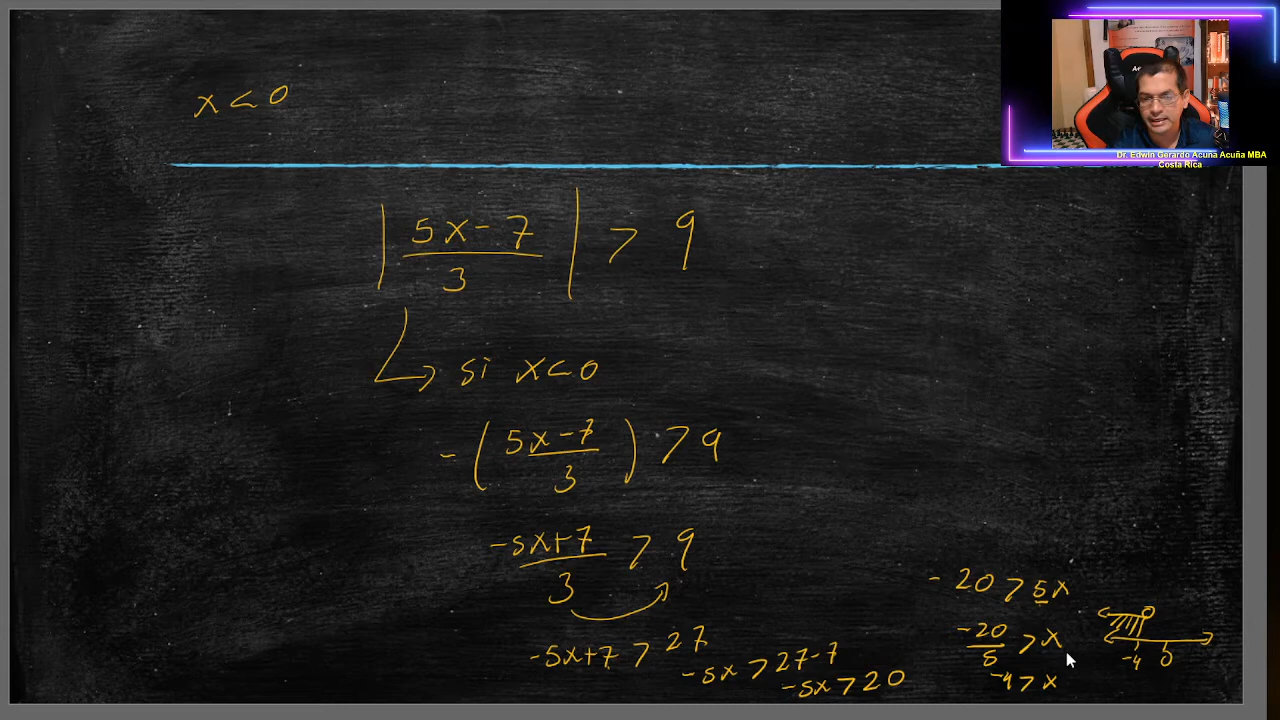 x < 0
Dr. Edwin Gerardo Acuña Acuña MBA
Costa Rica
| 5x - 7 / 3 | > 9
si x < 0
- ( 5x - 7 / 3 ) > 9
-5x + 7 / 3 > 9
-5x + 7 > 27
-5x > 27 - 7
-5x > 20
-20 > 5x
-20 / 5 > x
-4 > x
-4 0